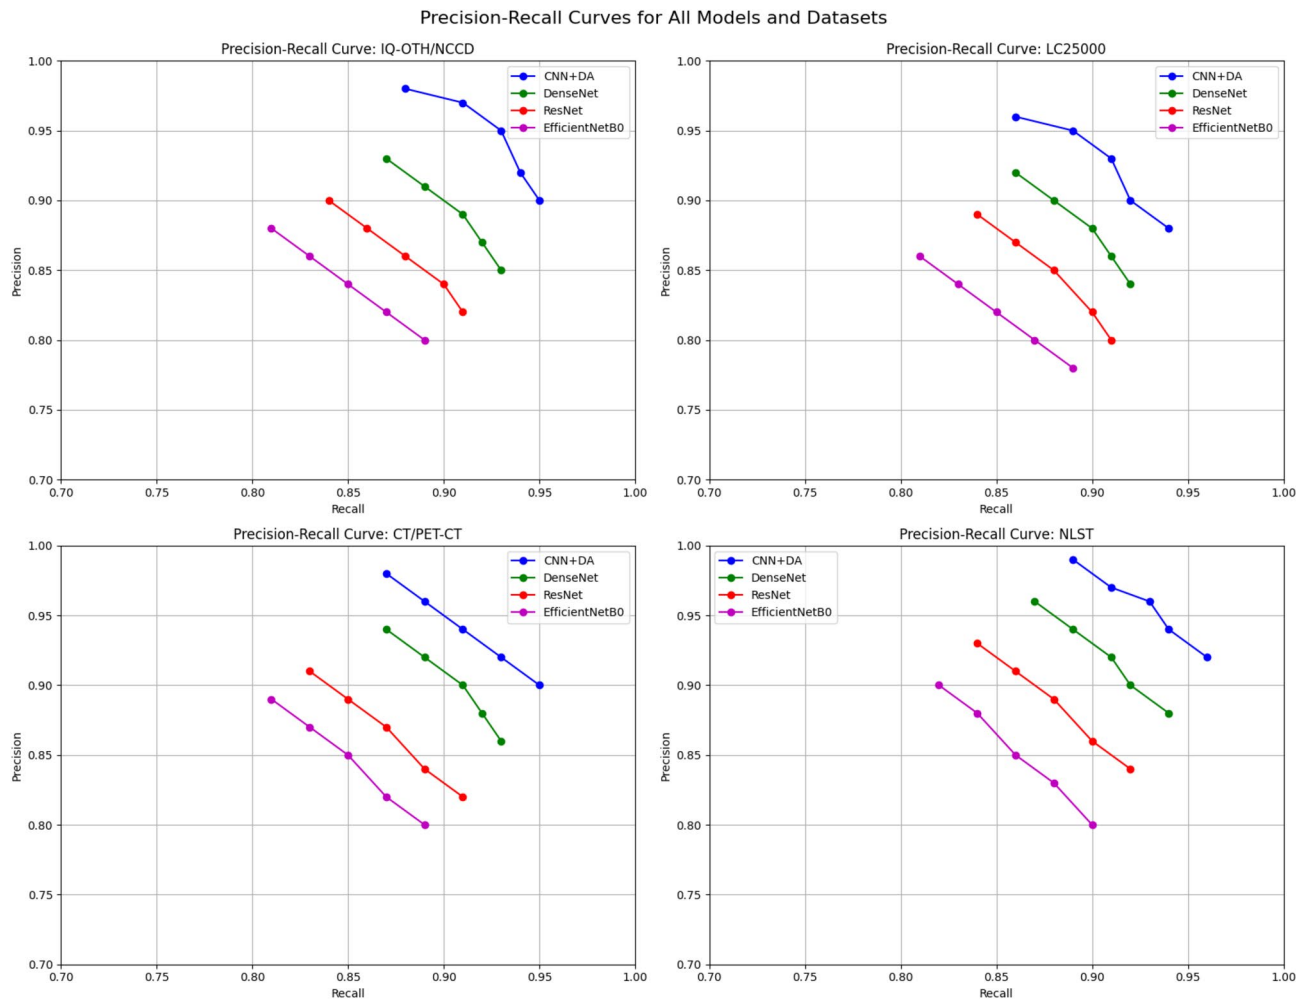 Precision-Recall Curves for All Models and Datasets
Precision-Recall Curve: IQ-OTH/NCCD
1.00
0.95
0.90
0.85
0.80
0.75
0.70
Precision
CNN+DA
DenseNet
ResNet
EfficientNetB0
0.70 0.75 0.80 0.85 0.90 0.95 1.00
Recall
Precision-Recall Curve: LC25000
1.00
0.95
0.90
0.85
0.80
0.75
0.70
Precision
CNN+DA
DenseNet
ResNet
EfficientNetB0
0.70 0.75 0.80 0.85 0.90 0.95 1.00
Recall
Precision-Recall Curve: CT/PET-CT
1.00
0.95
0.90
0.85
0.80
0.75
0.70
Precision
CNN+DA
DenseNet
ResNet
EfficientNetB0
0.70 0.75 0.80 0.85 0.90 0.95 1.00
Recall
Precision-Recall Curve: NLST
1.00
0.95
0.90
0.85
0.80
0.75
0.70
Precision
CNN+DA
DenseNet
ResNet
EfficientNetB0
0.70 0.75 0.80 0.85 0.90 0.95 1.00
Recall